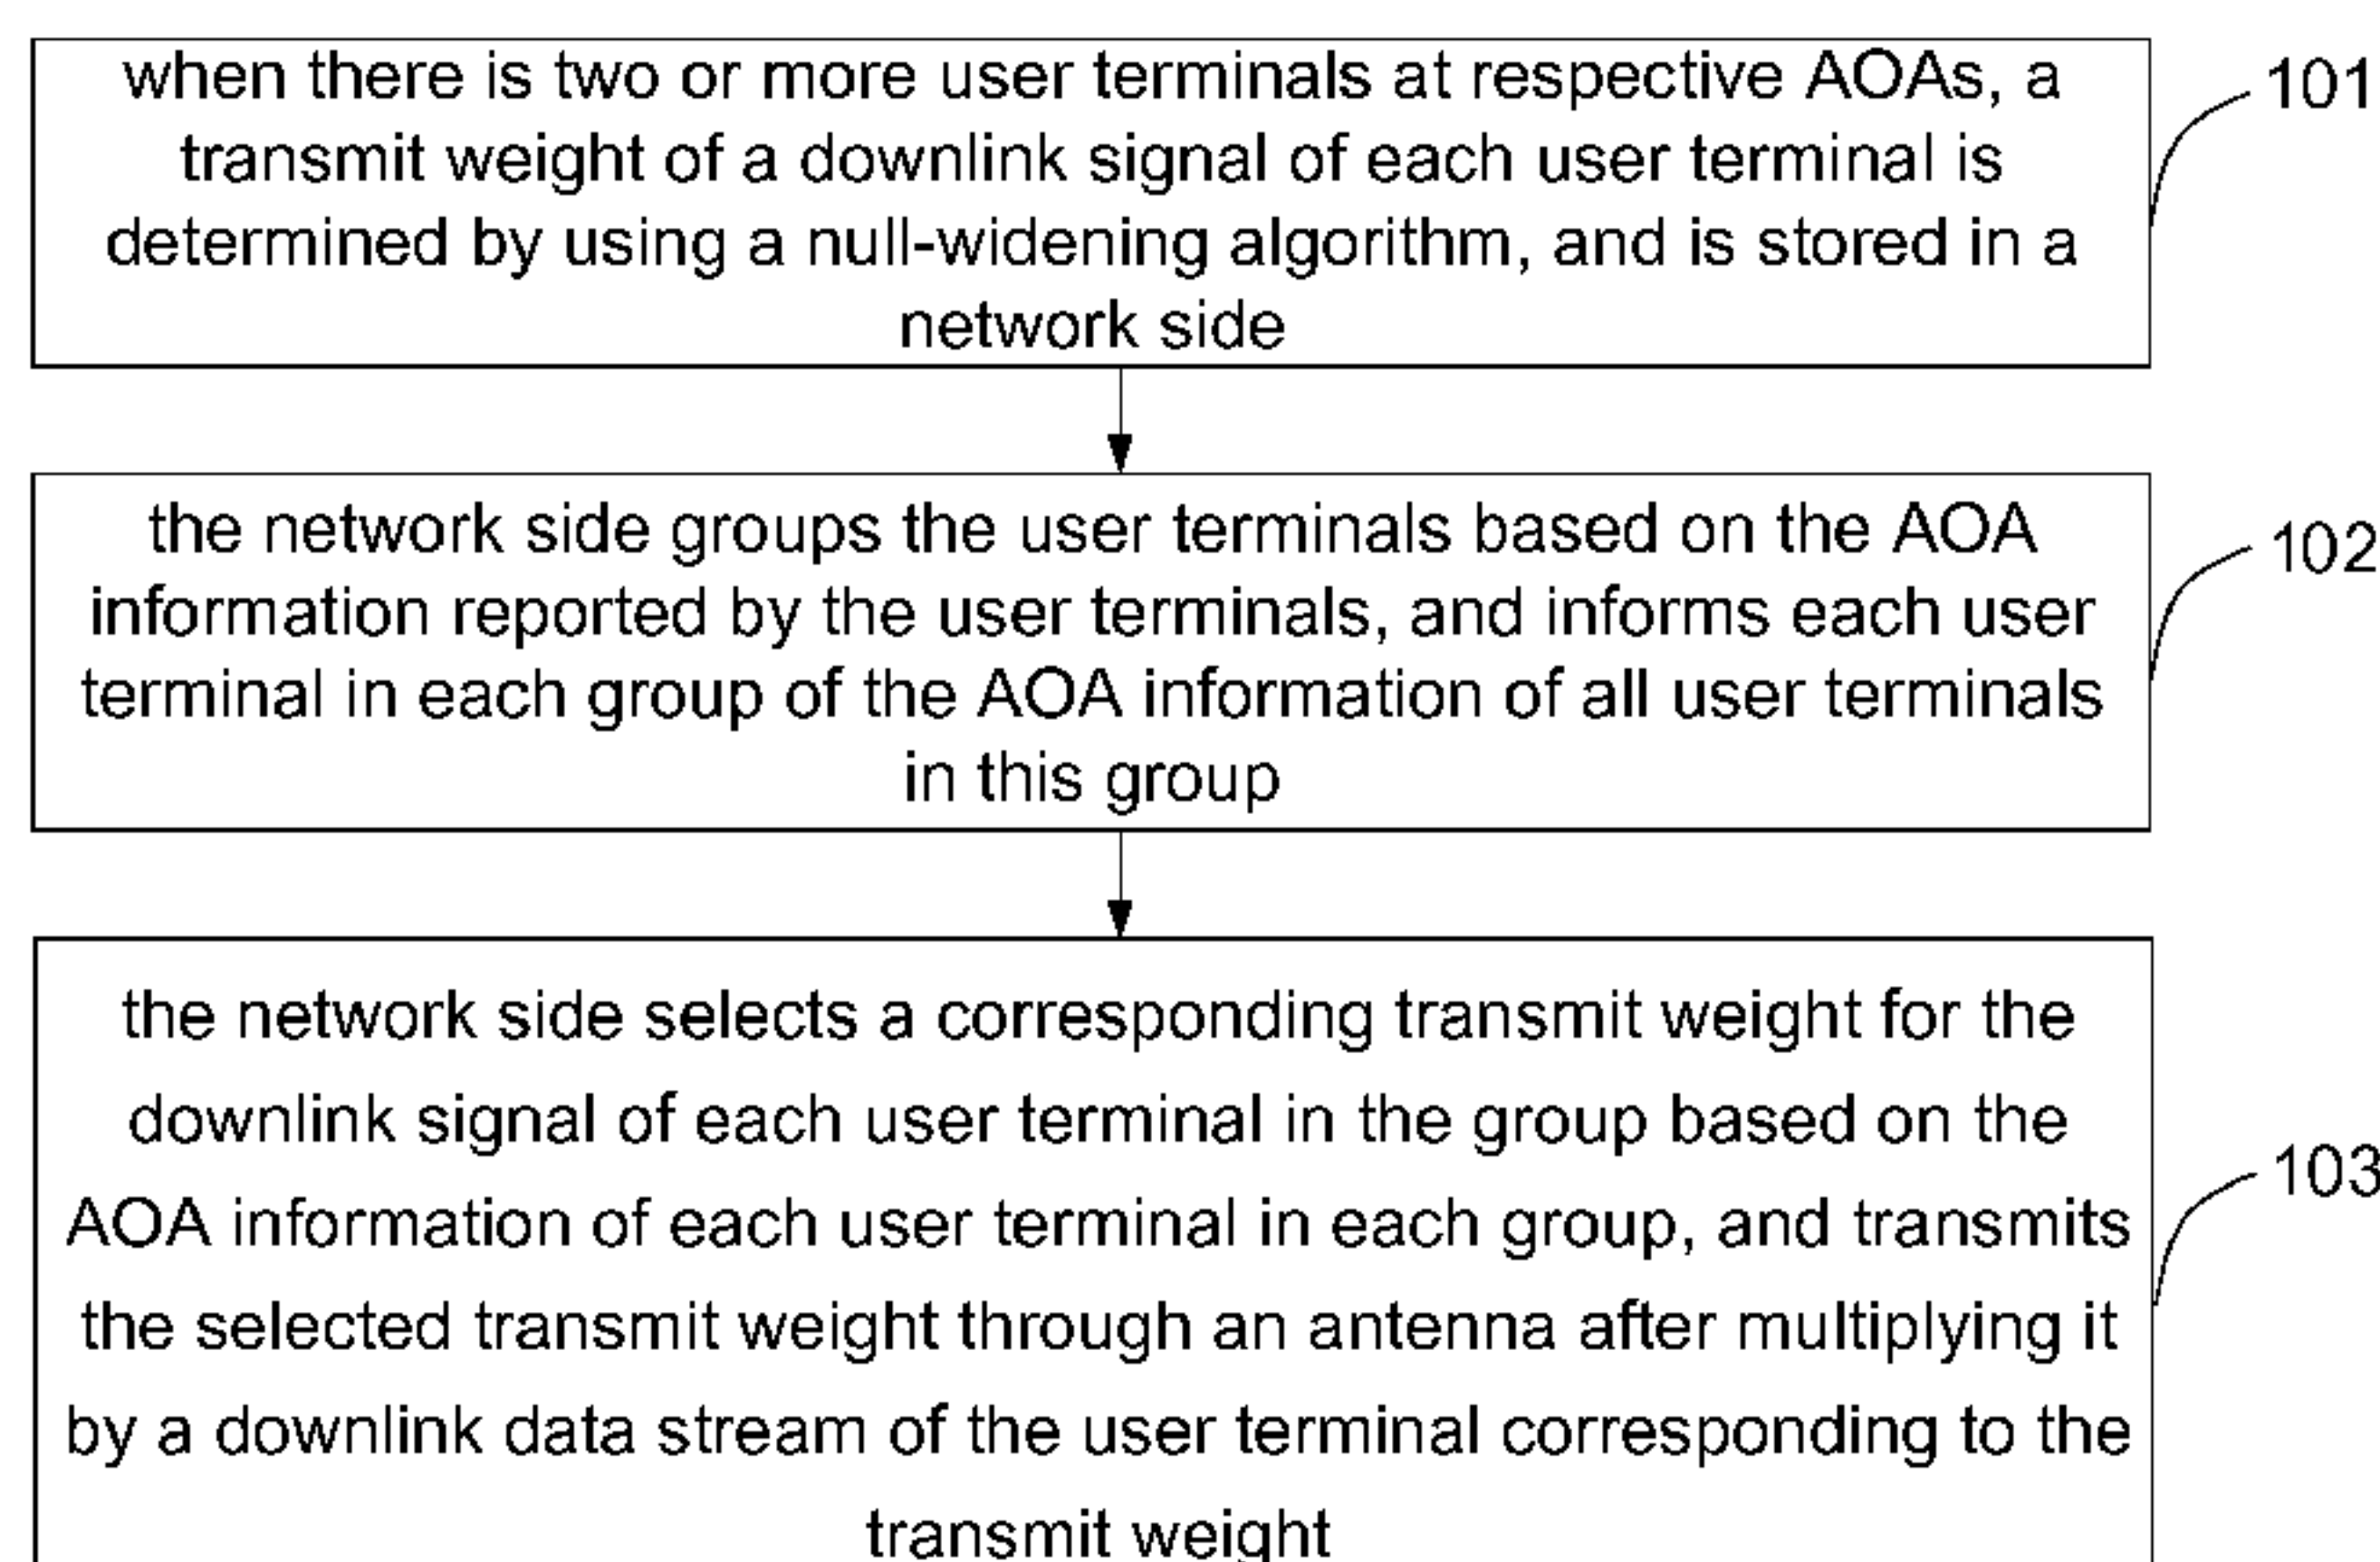 when there is two or more user terminals at respective AOAs, a
transmit weight of a downlink signal of each user terminal is
determined by using a null-widening algorithm, and is stored in a
network side
101
the network side groups the user terminals based on the AOA
information reported by the user terminals, and informs each user
terminal in each group of the AOA information of all user terminals
in this group
102
the network side selects a corresponding transmit weight for the
downlink signal of each user terminal in the group based on the
AOA information of each user terminal in each group, and transmits
the selected transmit weight through an antenna after multiplying it
by a downlink data stream of the user terminal corresponding to the
transmit weight
103